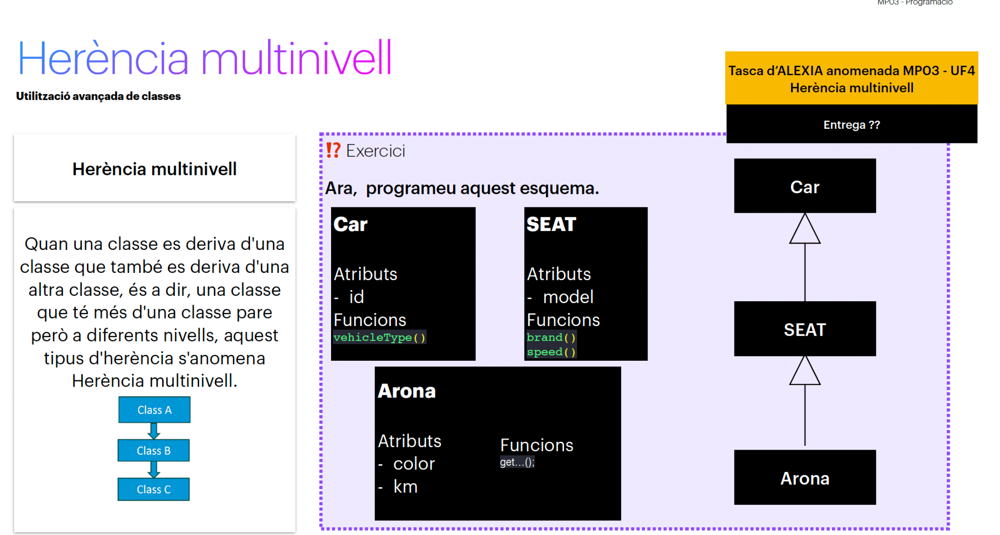 MP03 - Programació
Herència multinivell
Utilització avançada de classes
Tasca d'ALEXIA anomenada MP03 - UF4
Herència multinivell
Entrega ??
Herència multinivell
Quan una classe es deriva d'una
classe que també es deriva d'una
altra classe, és a dir, una classe
que té més d'una classe pare
però a diferents nivells, aquest
tipus d'herència s'anomena
Herència multinivell.
Class A
Class B
Class C
⁉ Exercici
Ara, programeu aquest esquema.
Car
Atributs
- id
Funcions
vehicleType()
SEAT
Atributs
- model
Funcions
brand()
speed()
Arona
Atributs
- color
- km
Funcions
get...();
Car
SEAT
Arona